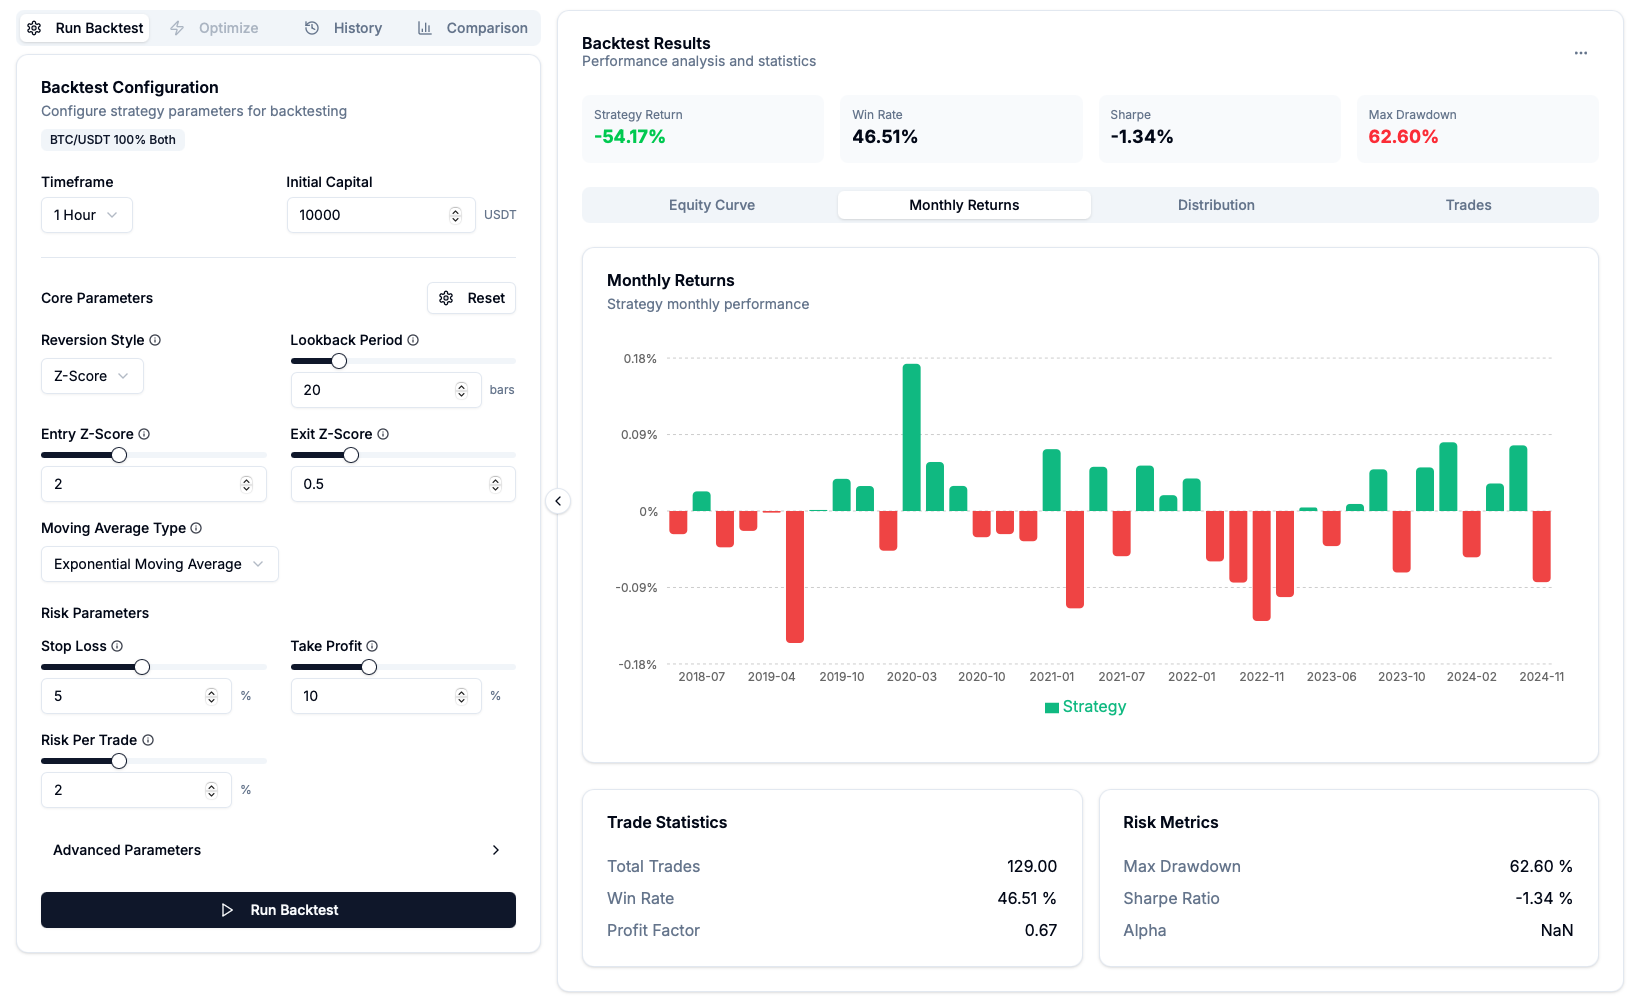 Run Backtest
Optimize
History
Comparison
Backtest Configuration
Configure strategy parameters for backtesting
BTC/USDT 100% Both
Timeframe
Initial Capital
1 Hour
10000
USDT
Core Parameters
Reset
Reversion Style
Lookback Period
Z-Score
20
bars
Entry Z-Score
Exit Z-Score
2
0.5
Moving Average Type
Exponential Moving Average
Risk Parameters
Stop Loss
Take Profit
5
%
10
%
Risk Per Trade
2
%
Advanced Parameters
Run Backtest
Backtest Results
Performance analysis and statistics
...
Strategy Return
-54.17%
Win Rate
46.51%
Sharpe
-1.34%
Max Drawdown
62.60%
Equity Curve
Monthly Returns
Distribution
Trades
Monthly Returns
Strategy monthly performance
0.18%
0.09%
0%
-0.09%
-0.18%
2018-07
2019-04
2019-10
2020-03
2020-10
2021-01
2021-07
2022-01
2022-11
2023-06
2023-10
2024-02
2024-11
Strategy
Trade Statistics
Total Trades
129.00
Win Rate
46.51 %
Profit Factor
0.67
Risk Metrics
Max Drawdown
62.60 %
Sharpe Ratio
-1.34 %
Alpha
NaN